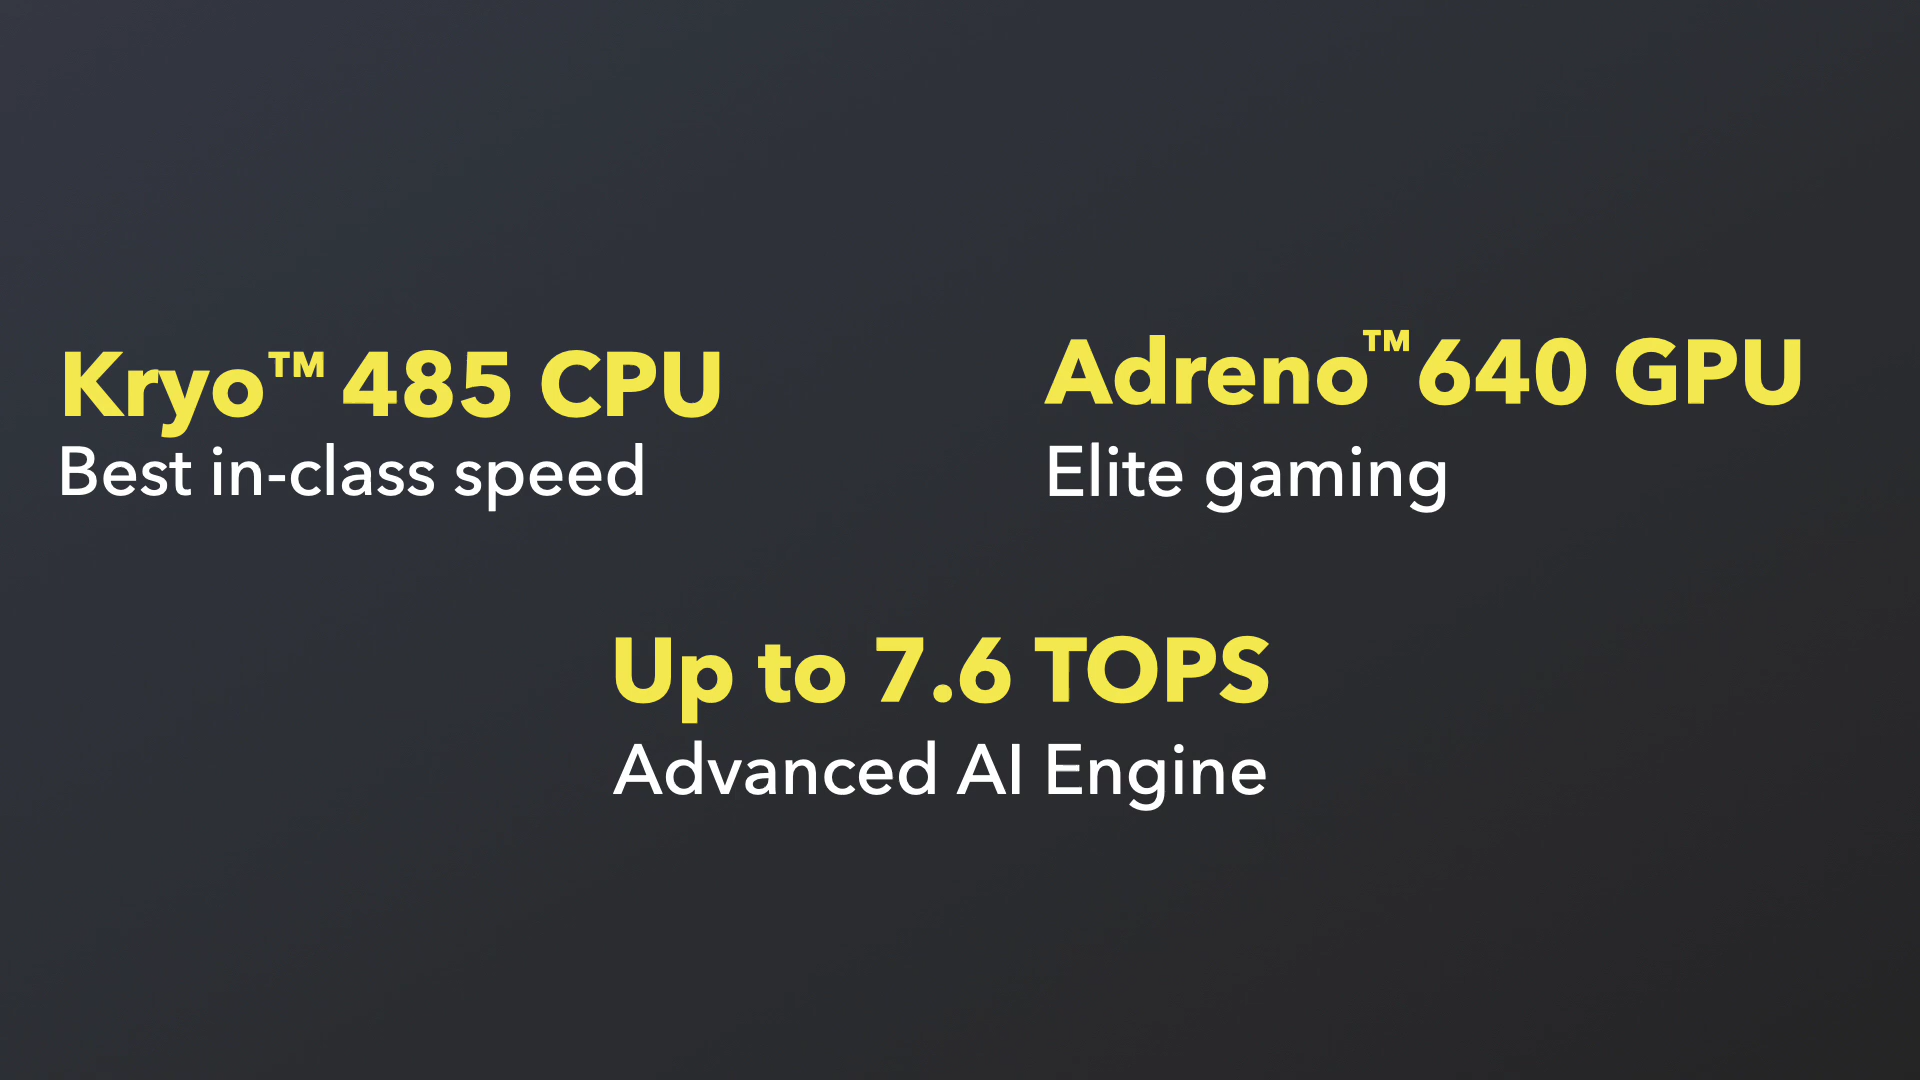 Kryo™ 485 CPU
Best in-class speed
Adreno™ 640 GPU
Elite gaming
Up to 7.6 TOPS
Advanced AI Engine